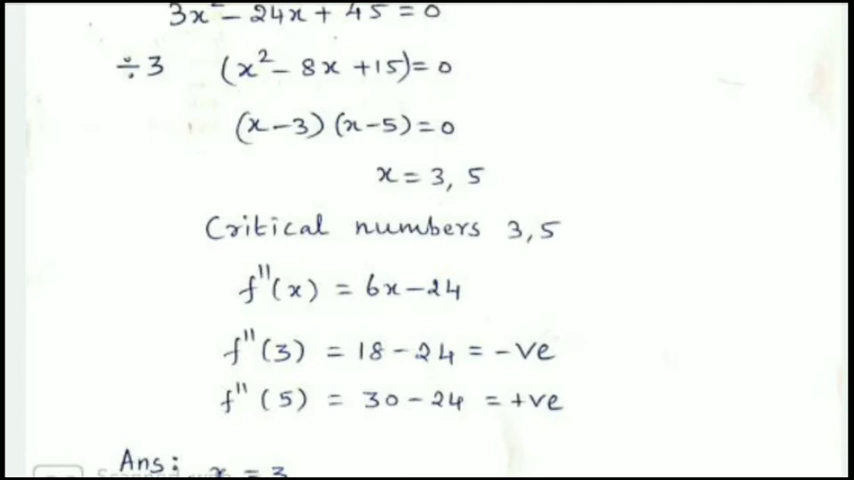 3x² - 24x + 45 = 0
÷3 (x² - 8x + 15) = 0
(x - 3) (x - 5) = 0
x = 3, 5
Critical numbers 3, 5
f"(x) = 6x - 24
f"(3) = 18 - 24 = -ve
f"(5) = 30 - 24 = +ve
Ans: x = 3